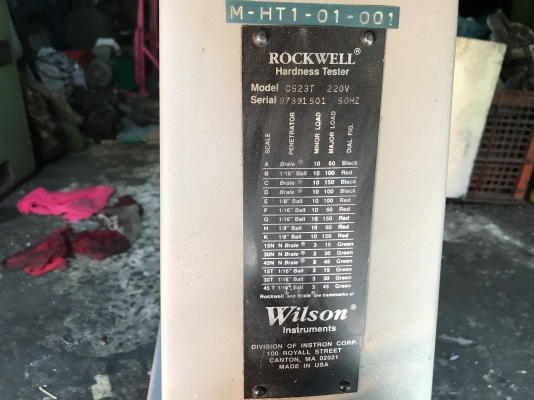 M-HT1-01-001
ROCKWELL®
Hardness Tester
Model C523T 220V
Serial 97391501 50HZ
SCALE PENETRATOR MINOR LOAD MAJOR LOAD DIAL FIG.
A Brale® 10 60 Black
B 1/16" Ball 10 100 Red
C Brale® 10 150 Black
D Brale® 10 100 Black
E 1/8" Ball 10 100 Red
F 1/16" Ball 10 60 Red
G 1/16" Ball 10 150 Red
H 1/8" Ball 10 60 Red
K 1/8" Ball 10 150 Red
15N N Brale® 3 15 Green
30N N Brale® 3 30 Green
45N N Brale® 3 45 Green
15T 1/16" Ball 3 15 Green
30T 1/16" Ball 3 30 Green
45T 1/16" Ball 3 45 Green
Rockwell and Brale are trademarks of
Wilson®
Instruments
DIVISION OF INSTRON CORP.
100 ROYALL STREET
CANTON, MA 02021
MADE IN USA